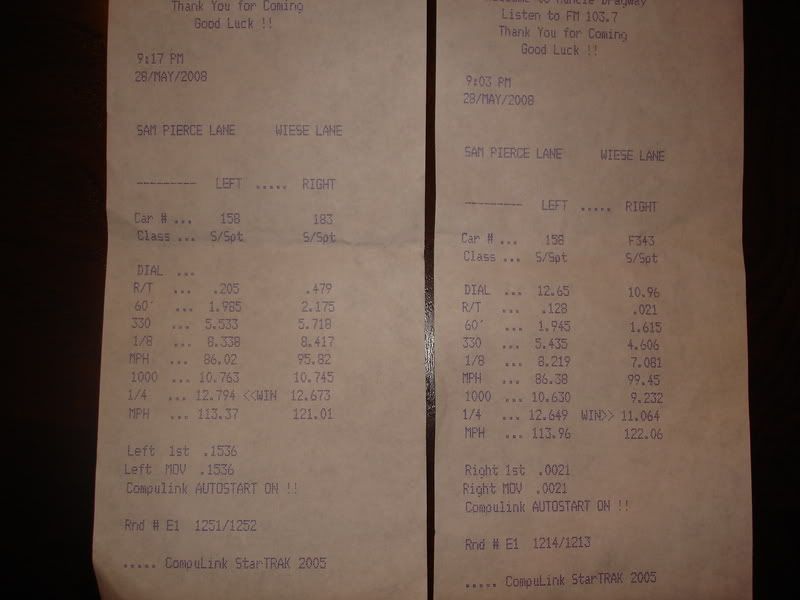 Thank You for Coming
Good Luck !!
9:17 PM
28/MAY/2008
SAM PIERCE LANE WIESE LANE
--------- LEFT ..... RIGHT
Car # ... 158 183
Class ... S/Spt S/Spt
DIAL ...
R/T ... .205 .479
60' ... 1.985 2.175
330 ... 5.533 5.718
1/8 ... 8.338 8.417
MPH ... 86.02 95.82
1000 ... 10.763 10.745
1/4 ... 12.794 <<WIN 12.673
MPH ... 113.37 121.01
Left 1st .1536
Left MOV .1536
Compulink AUTOSTART ON !!
Rnd # E1 1251/1252
..... CompuLink StarTRAK 2005
Welcome to Muncie Dragway
Listen to FM 103.7
Thank You for Coming
Good Luck !!
9:03 PM
28/MAY/2008
SAM PIERCE LANE WIESE LANE
--------- LEFT ..... RIGHT
Car # ... 158 F343
Class ... S/Spt S/Spt
DIAL ... 12.65 10.96
R/T ... .128 .021
60' ... 1.945 1.615
330 ... 5.435 4.606
1/8 ... 8.219 7.081
MPH ... 86.38 99.45
1000 ... 10.630 9.232
1/4 ... 12.649 WIN>> 11.064
MPH ... 113.96 122.06
Right 1st .0021
Right MOV .0021
Compulink AUTOSTART ON !!
Rnd # E1 1214/1213
..... CompuLink StarTRAK 2005